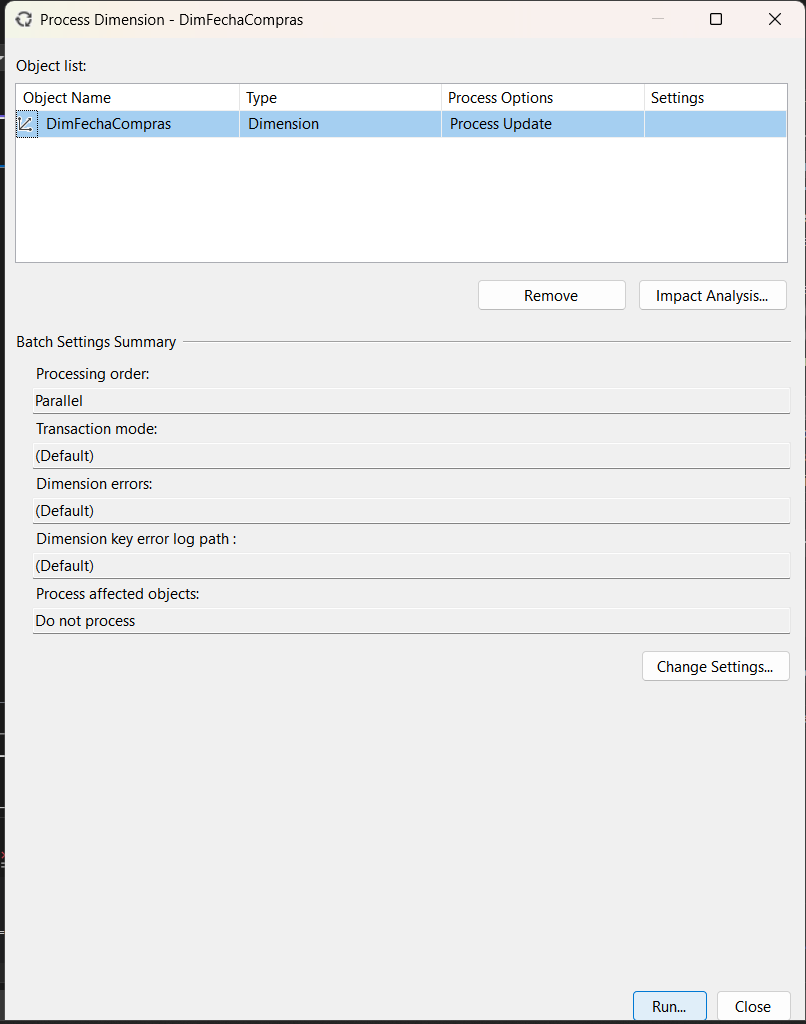 Process Dimension - DimFechaCompras
Object list:
Object Name Type Process Options Settings
DimFechaCompras Dimension Process Update
Remove Impact Analysis...
Batch Settings Summary
Processing order:
Parallel
Transaction mode:
(Default)
Dimension errors:
(Default)
Dimension key error log path :
(Default)
Process affected objects:
Do not process
Change Settings...
Run... Close